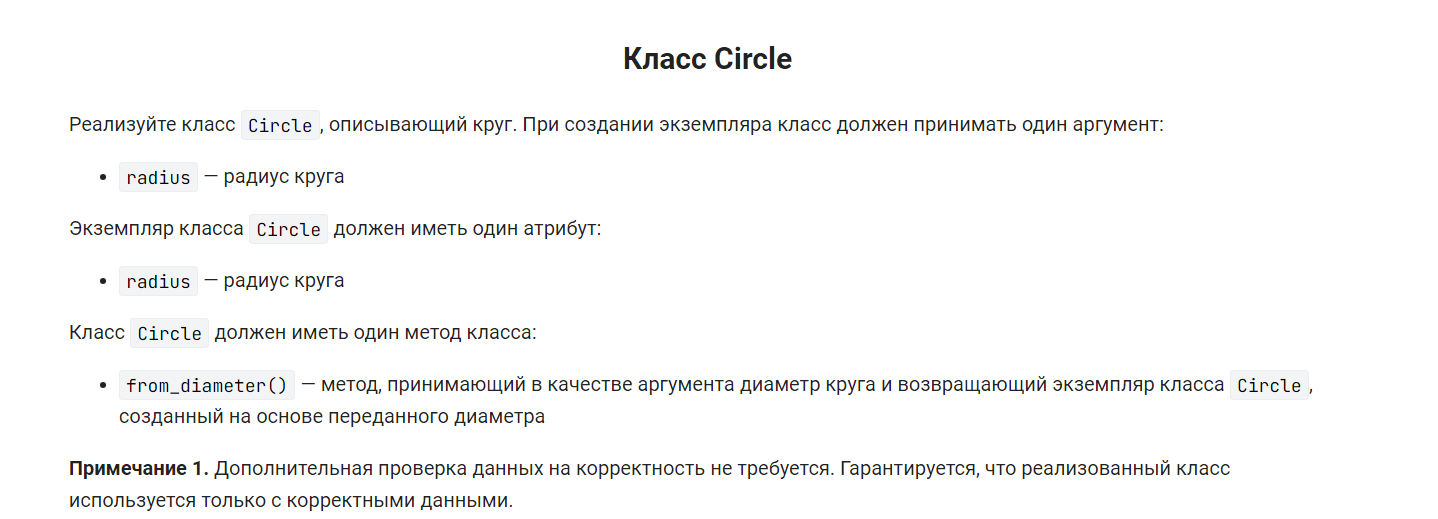 Класс Circle
Реализуйте класс Circle, описывающий круг. При создании экземпляра класс должен принимать один аргумент:
• radius — радиус круга
Экземпляр класса Circle должен иметь один атрибут:
• radius — радиус круга
Класс Circle должен иметь один метод класса:
• from_diameter() — метод, принимающий в качестве аргумента диаметр круга и возвращающий экземпляр класса Circle,
созданный на основе переданного диаметра
Примечание 1. Дополнительная проверка данных на корректность не требуется. Гарантируется, что реализованный класс
используется только с корректными данными.